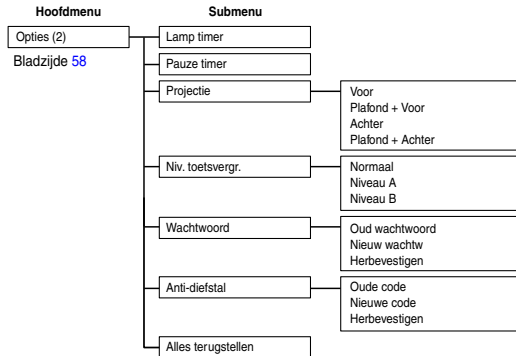 Hoofdmenu
Submenu
Opties (2)
Bladzijde 58
Lamp timer
Pauze timer
Projectie
Voor
Plafond + Voor
Achter
Plafond + Achter
Niv. toetsvergr.
Normaal
Niveau A
Niveau B
Wachtwoord
Oud wachtwoord
Nieuw wachtw
Herbevestigen
Anti-diefstal
Oude code
Nieuwe code
Herbevestigen
Alles terugstellen